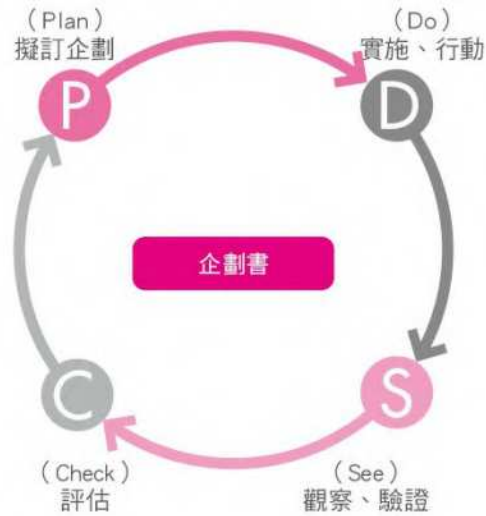 （Plan）
擬訂企劃
P
（Do）
實施、行動
D
企劃書
C
（Check）
評估
S
（See）
觀察、驗證